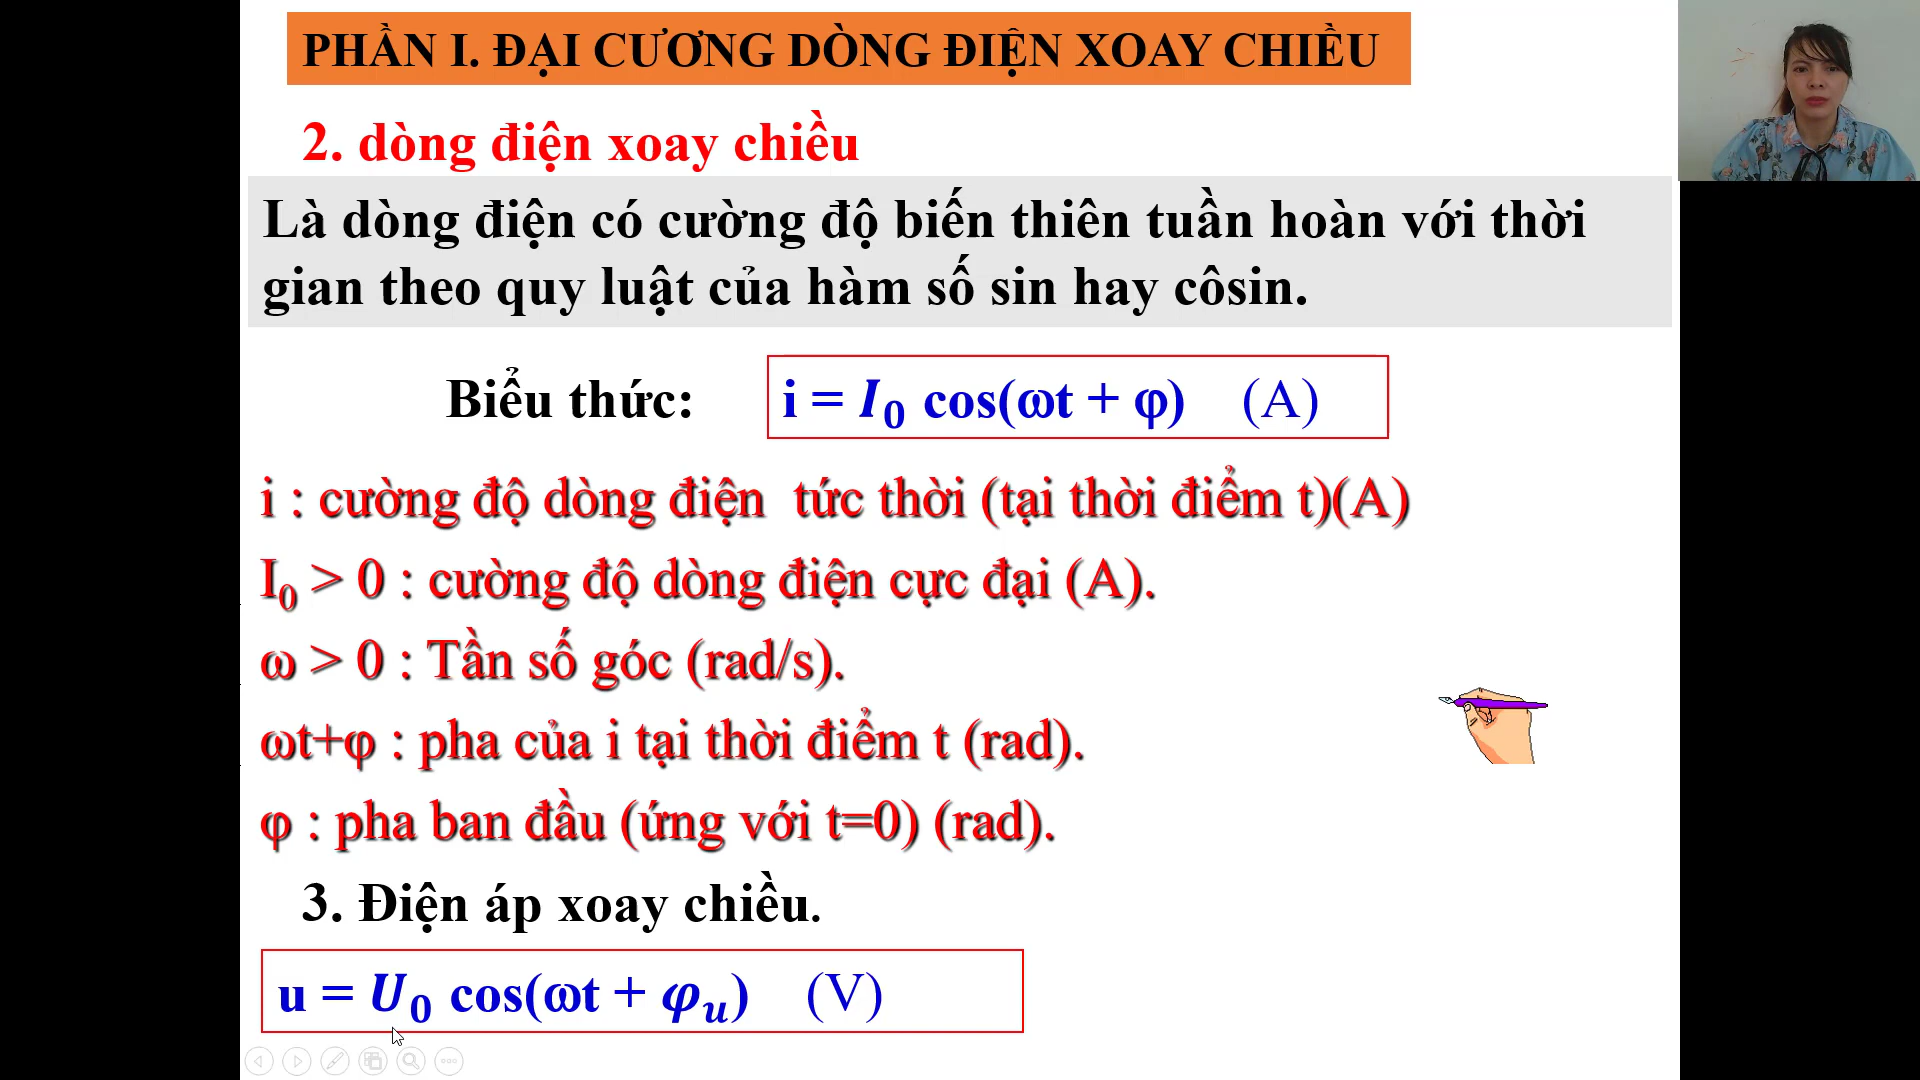 PHẦN I. ĐẠI CƯƠNG DÒNG ĐIỆN XOAY CHIỀU
2. dòng điện xoay chiều
Là dòng điện có cường độ biến thiên tuần hoàn với thời
gian theo quy luật của hàm số sin hay côsin.
Biểu thức: i = I₀ cos(ωt + φ) (A)
i : cường độ dòng điện tức thời (tại thời điểm t)(A)
I₀ > 0 : cường độ dòng điện cực đại (A).
ω > 0 : Tần số góc (rad/s).
ωt+φ : pha của i tại thời điểm t (rad).
φ : pha ban đầu (ứng với t=0) (rad).
3. Điện áp xoay chiều.
u = U₀ cos(ωt + φᵤ) (V)